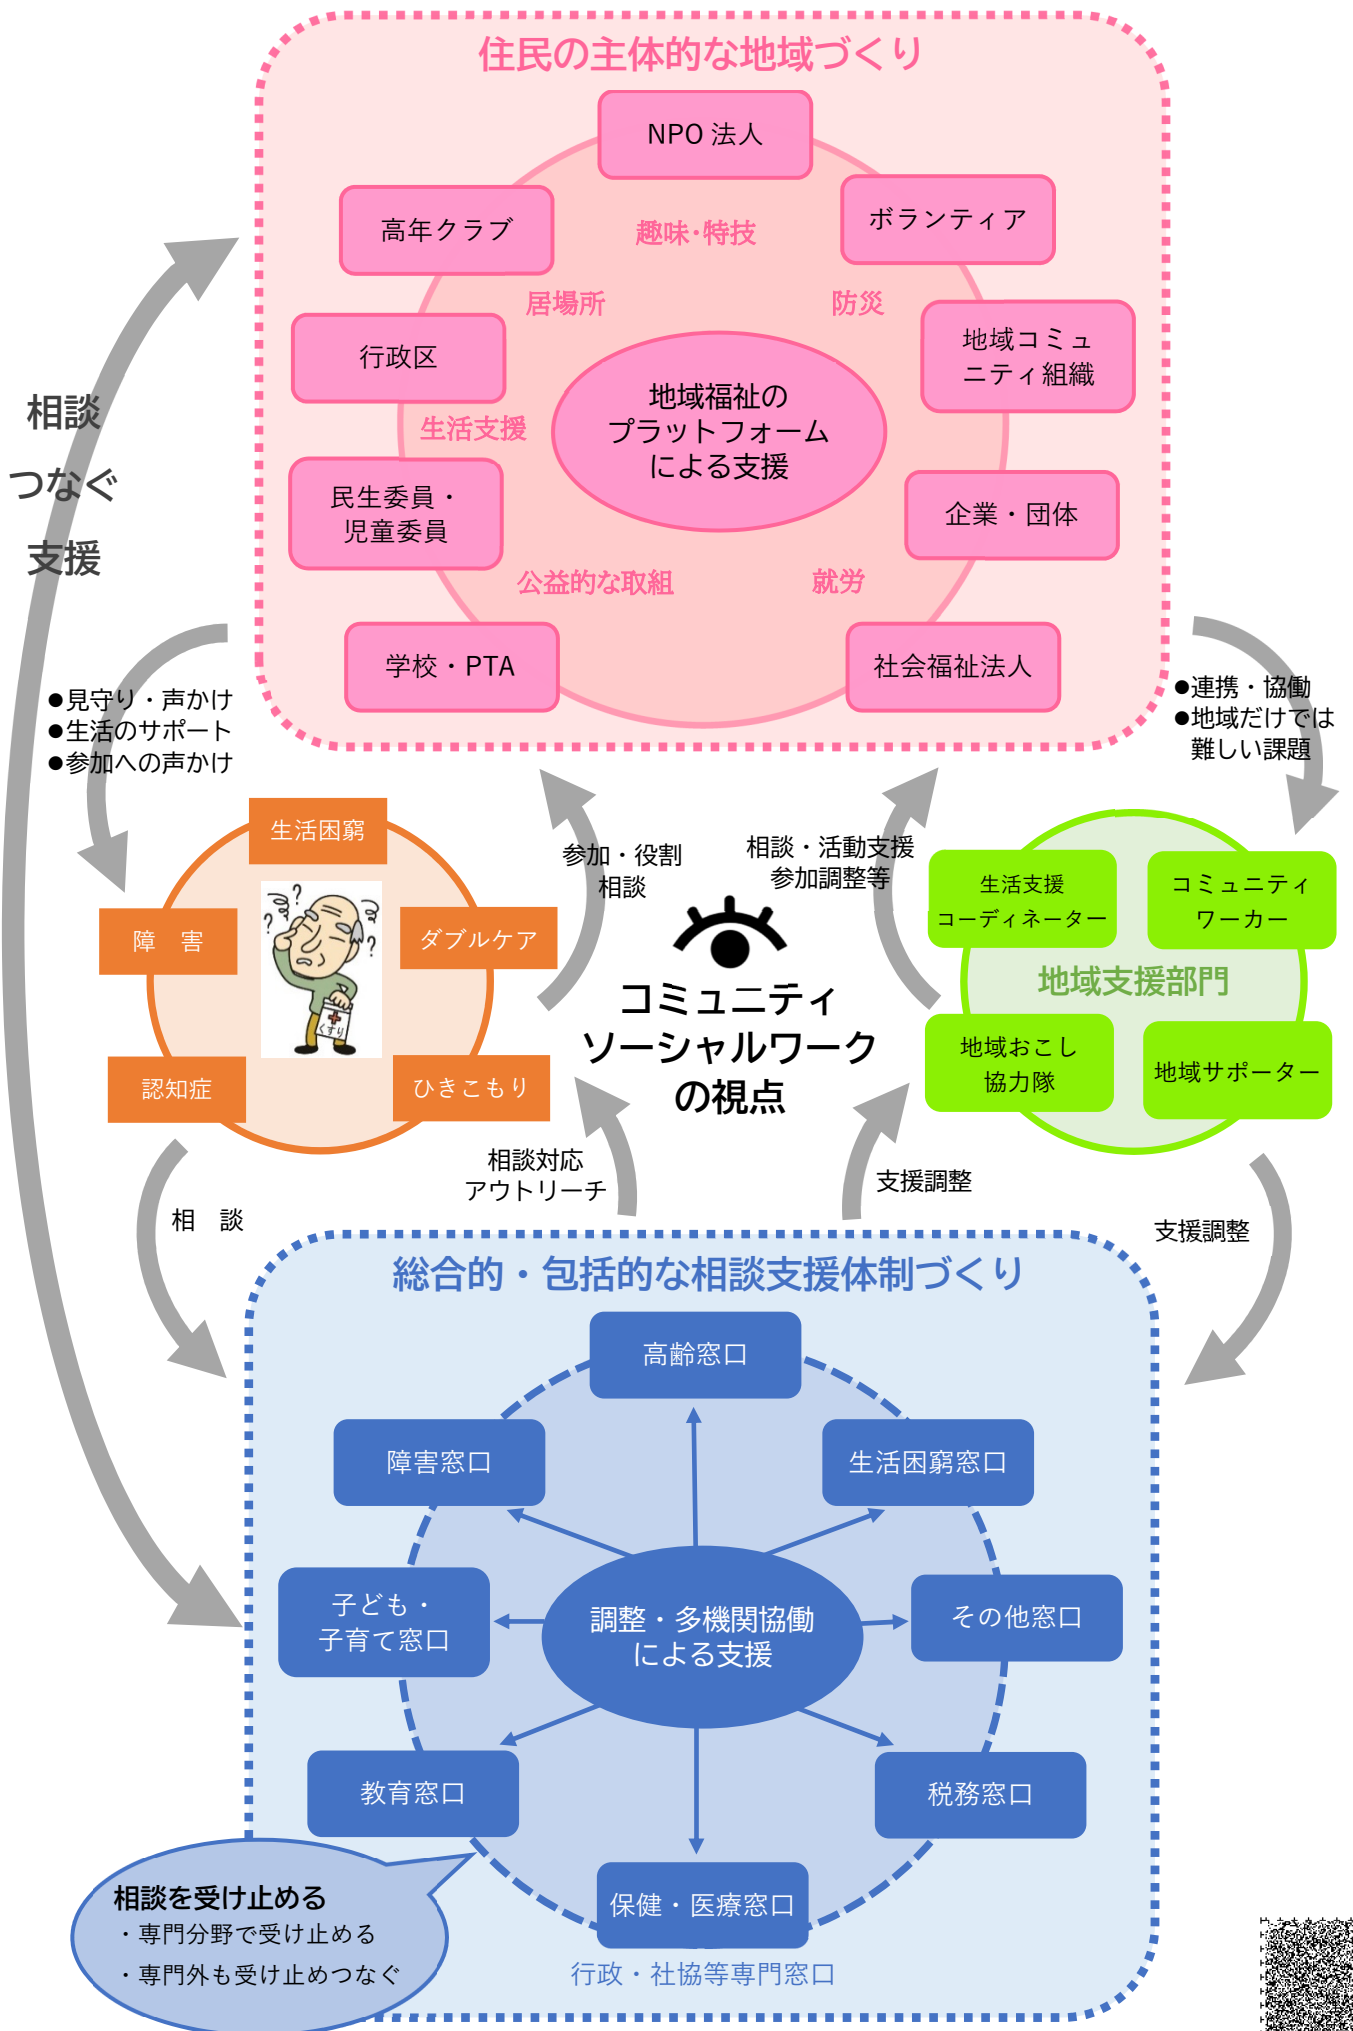 住民の主体的な地域づくり
NPO 法人
高年クラブ
ボランティア
趣味・特技
居場所
防災
行政区
地域コミュ
ニティ組織
地域福祉の
プラットフォーム
による支援
生活支援
民生委員・
児童委員
企業・団体
公益的な取組
就労
学校・PTA
社会福祉法人
相談
つなぐ
支援
●見守り・声かけ
●生活のサポート
●参加への声かけ
●連携・協働
●地域だけでは
難しい課題
生活困窮
障　害
ダブルケア
認知症
ひきこもり
くすり
参加・役割
相談
相談・活動支援
参加調整等
コミュニティ
ソーシャルワーク
の視点
生活支援
コーディネーター
コミュニティ
ワーカー
地域支援部門
地域おこし
協力隊
地域サポーター
相　談
相談対応
アウトリーチ
支援調整
支援調整
総合的・包括的な相談支援体制づくり
高齢窓口
障害窓口
生活困窮窓口
子ども・
子育て窓口
調整・多機関協働
による支援
その他窓口
教育窓口
税務窓口
保健・医療窓口
行政・社協等専門窓口
相談を受け止める
・専門分野で受け止める
・専門外も受け止めつなぐ